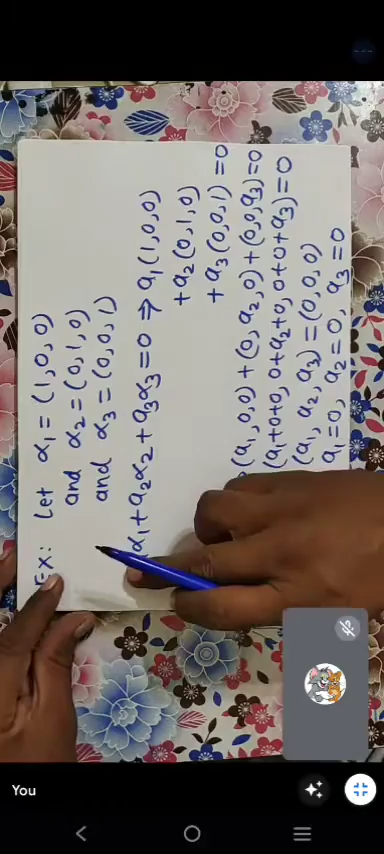 EX: Let α₁ = (1, 0, 0)
and α₂ = (0, 1, 0)
and α₃ = (0, 0, 1)
α₁ + a₂α₂ + a₃α₃ = 0 ⇒ a₁(1, 0, 0)
+ a₂(0, 1, 0)
+ a₃(0, 0, 1) = 0
(a₁, 0, 0) + (0, a₂, 0) + (0, 0, a₃) = 0
(a₁+0+0, 0+a₂+0, 0+0+a₃) = 0
(a₁, a₂, a₃) = (0, 0, 0)
a₁ = 0, a₂ = 0, a₃ = 0
You